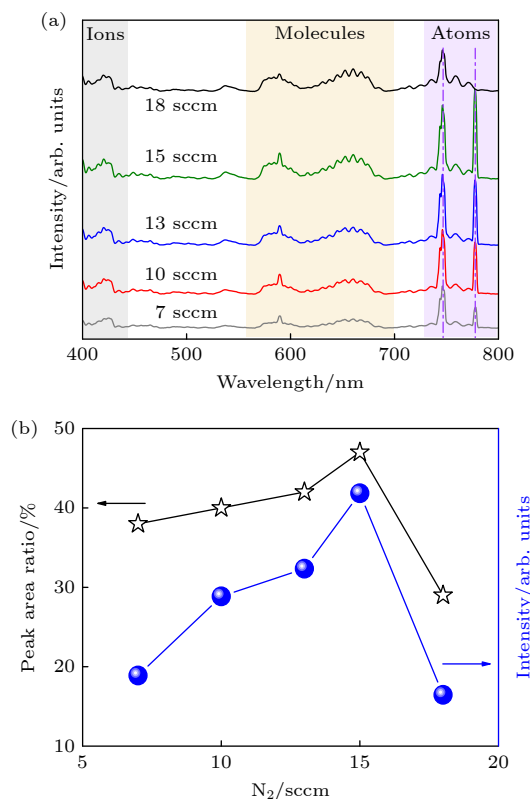 (a)
Ions
Molecules
Atoms
18 sccm
15 sccm
13 sccm
10 sccm
7 sccm
Intensity/arb. units
400
500
600
700
800
Wavelength/nm
(b)
50
40
30
20
10
Peak area ratio/%
Intensity/arb. units
5
10
15
20
N₂/sccm